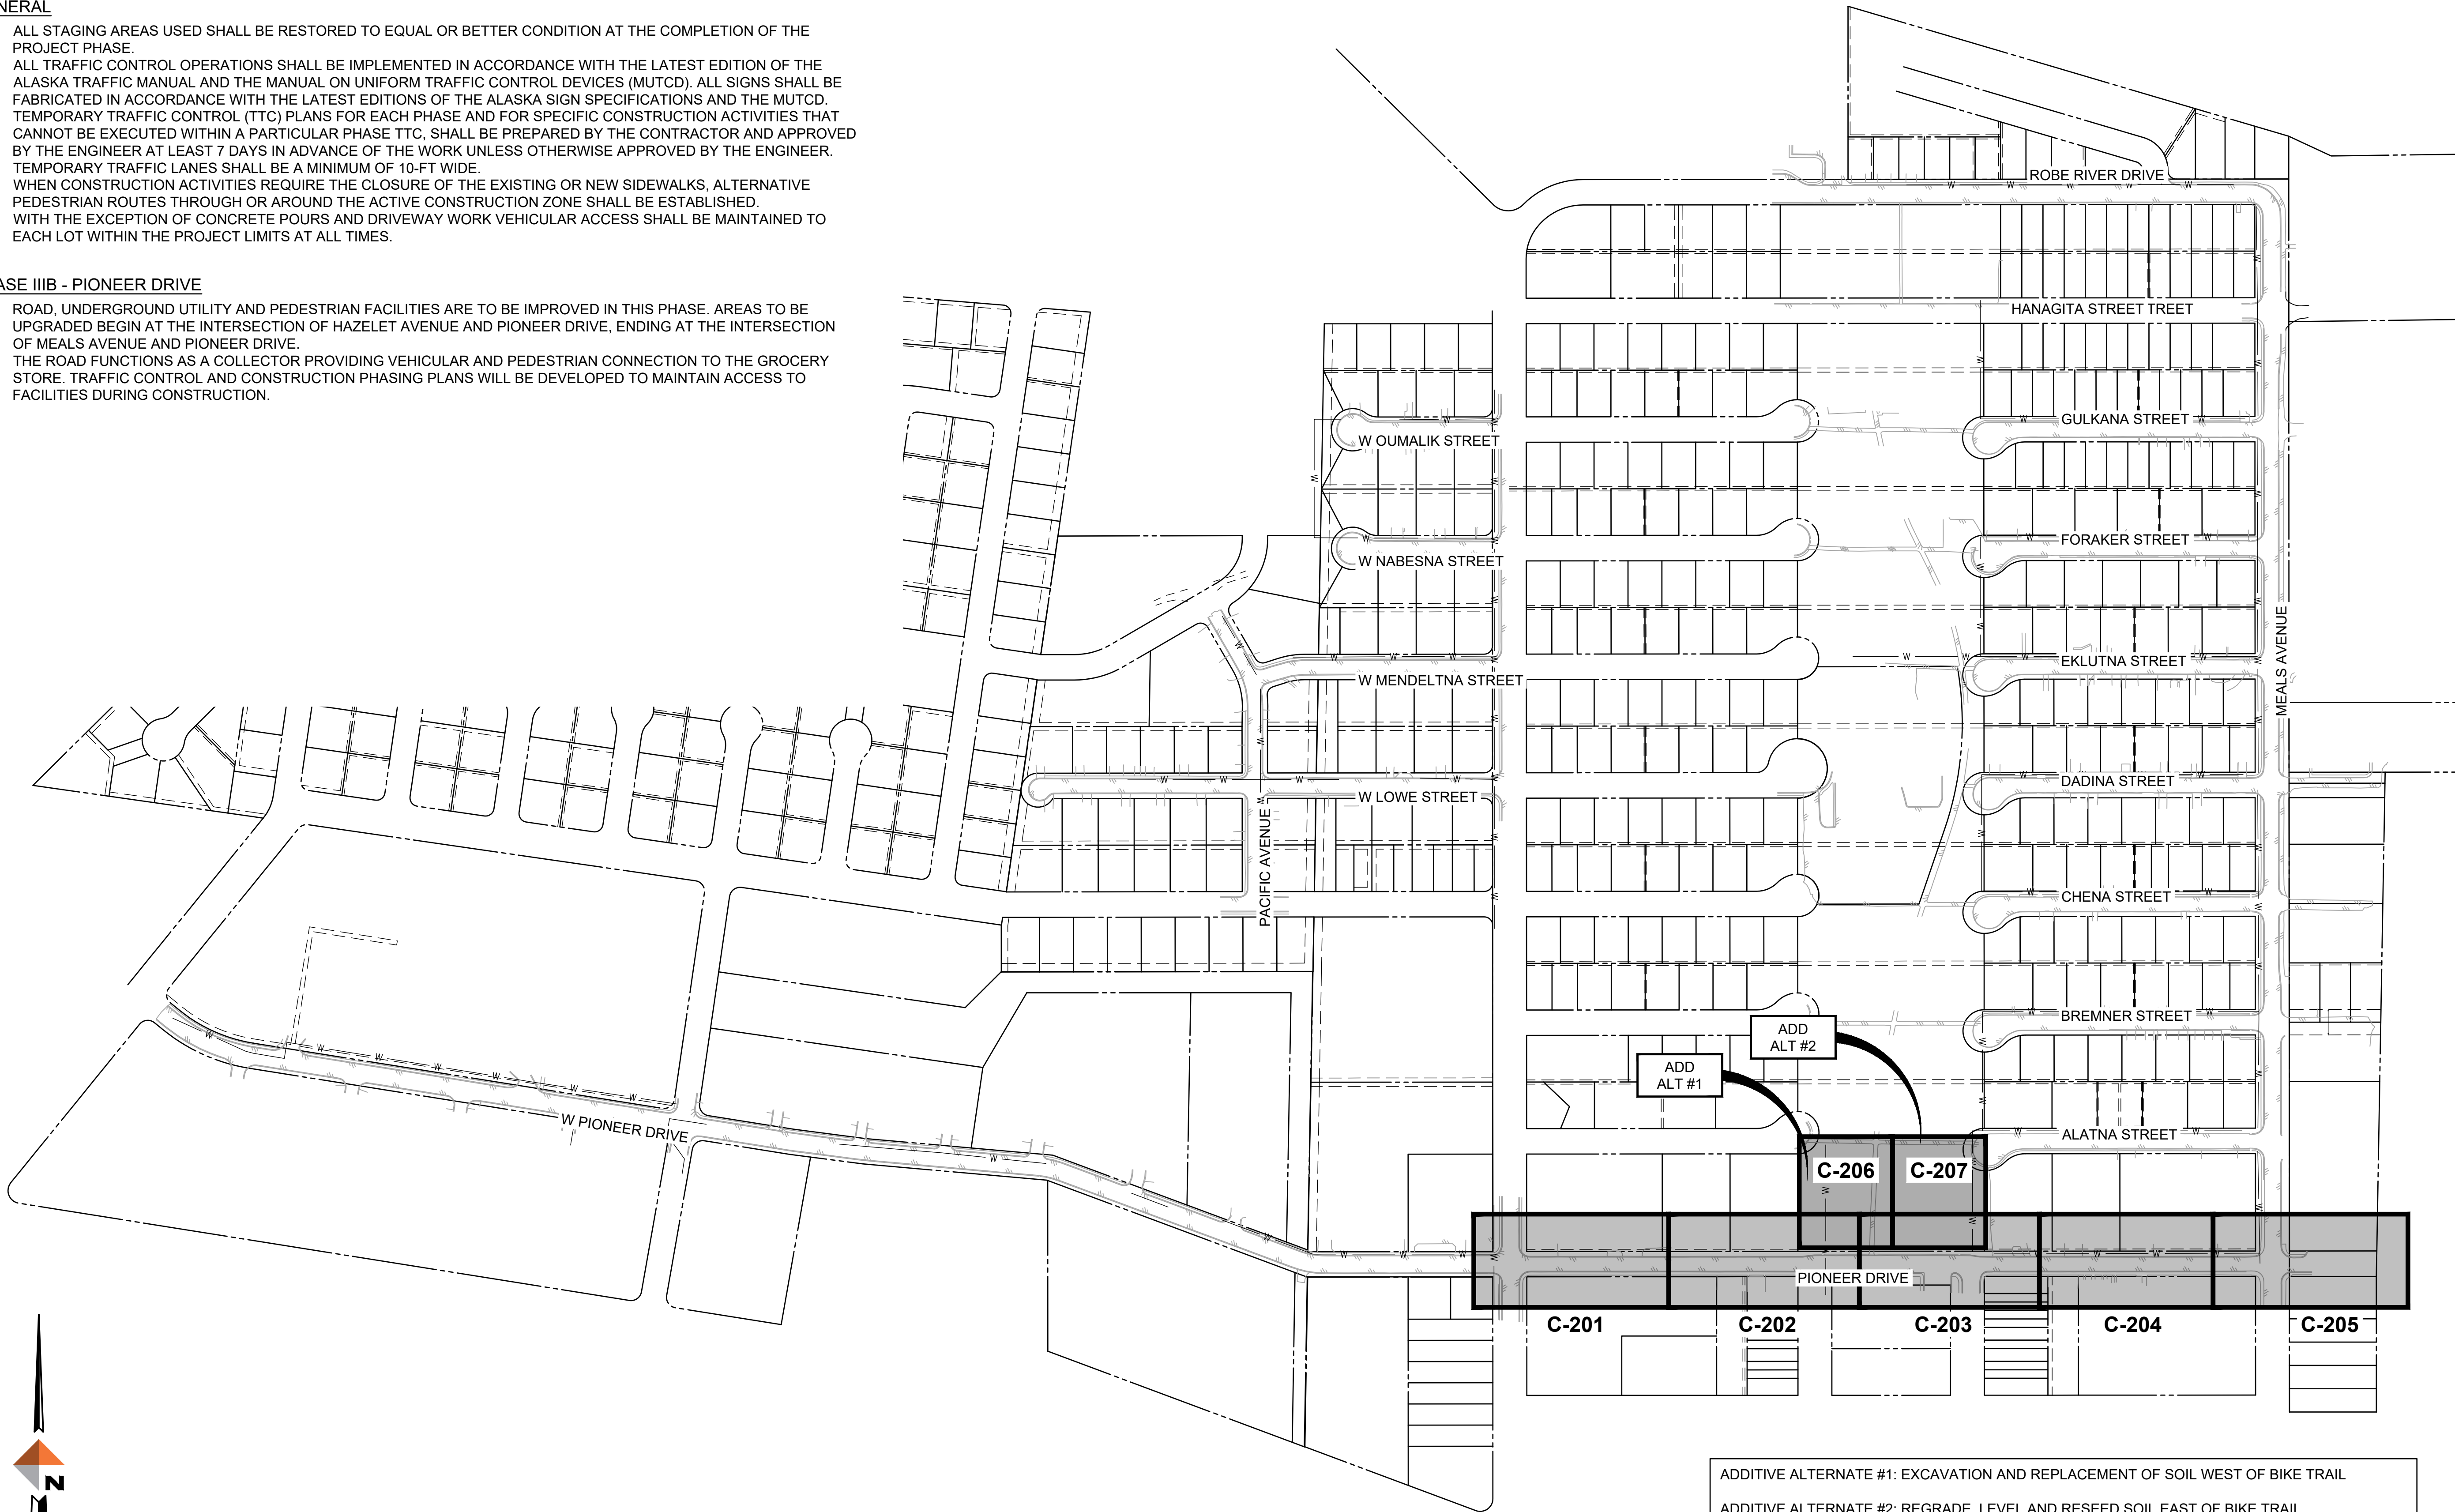 NERAL
ALL STAGING AREAS USED SHALL BE RESTORED TO EQUAL OR BETTER CONDITION AT THE COMPLETION OF THE
PROJECT PHASE.
ALL TRAFFIC CONTROL OPERATIONS SHALL BE IMPLEMENTED IN ACCORDANCE WITH THE LATEST EDITION OF THE
ALASKA TRAFFIC MANUAL AND THE MANUAL ON UNIFORM TRAFFIC CONTROL DEVICES (MUTCD). ALL SIGNS SHALL BE
FABRICATED IN ACCORDANCE WITH THE LATEST EDITIONS OF THE ALASKA SIGN SPECIFICATIONS AND THE MUTCD.
TEMPORARY TRAFFIC CONTROL (TTC) PLANS FOR EACH PHASE AND FOR SPECIFIC CONSTRUCTION ACTIVITIES THAT
CANNOT BE EXECUTED WITHIN A PARTICULAR PHASE TTC, SHALL BE PREPARED BY THE CONTRACTOR AND APPROVED
BY THE ENGINEER AT LEAST 7 DAYS IN ADVANCE OF THE WORK UNLESS OTHERWISE APPROVED BY THE ENGINEER.
TEMPORARY TRAFFIC LANES SHALL BE A MINIMUM OF 10-FT WIDE.
WHEN CONSTRUCTION ACTIVITIES REQUIRE THE CLOSURE OF THE EXISTING OR NEW SIDEWALKS, ALTERNATIVE
PEDESTRIAN ROUTES THROUGH OR AROUND THE ACTIVE CONSTRUCTION ZONE SHALL BE ESTABLISHED.
WITH THE EXCEPTION OF CONCRETE POURS AND DRIVEWAY WORK VEHICULAR ACCESS SHALL BE MAINTAINED TO
EACH LOT WITHIN THE PROJECT LIMITS AT ALL TIMES.
ASE IIIB - PIONEER DRIVE
ROAD, UNDERGROUND UTILITY AND PEDESTRIAN FACILITIES ARE TO BE IMPROVED IN THIS PHASE. AREAS TO BE
UPGRADED BEGIN AT THE INTERSECTION OF HAZELET AVENUE AND PIONEER DRIVE, ENDING AT THE INTERSECTION
OF MEALS AVENUE AND PIONEER DRIVE.
THE ROAD FUNCTIONS AS A COLLECTOR PROVIDING VEHICULAR AND PEDESTRIAN CONNECTION TO THE GROCERY
STORE. TRAFFIC CONTROL AND CONSTRUCTION PHASING PLANS WILL BE DEVELOPED TO MAINTAIN ACCESS TO
FACILITIES DURING CONSTRUCTION.
ROBE RIVER DRIVE
HANAGITA STREET TREET
GULKANA STREET
W OUMALIK STREET
FORAKER STREET
W NABESNA STREET
MEALS AVENUE
EKLUTNA STREET
W MENDELTNA STREET
DADINA STREET
W LOWE STREET
PACIFIC AVENUE
CHENA STREET
BREMNER STREET
ADD
ALT #2
ADD
ALT #1
W PIONEER DRIVE
ALATNA STREET
C-206
C-207
PIONEER DRIVE
C-201
C-202
C-203
C-204
C-205
N
ADDITIVE ALTERNATE #1: EXCAVATION AND REPLACEMENT OF SOIL WEST OF BIKE TRAIL
ADDITIVE ALTERNATE #2: REGRADE, LEVEL AND RESEED SOIL EAST OF BIKE TRAIL